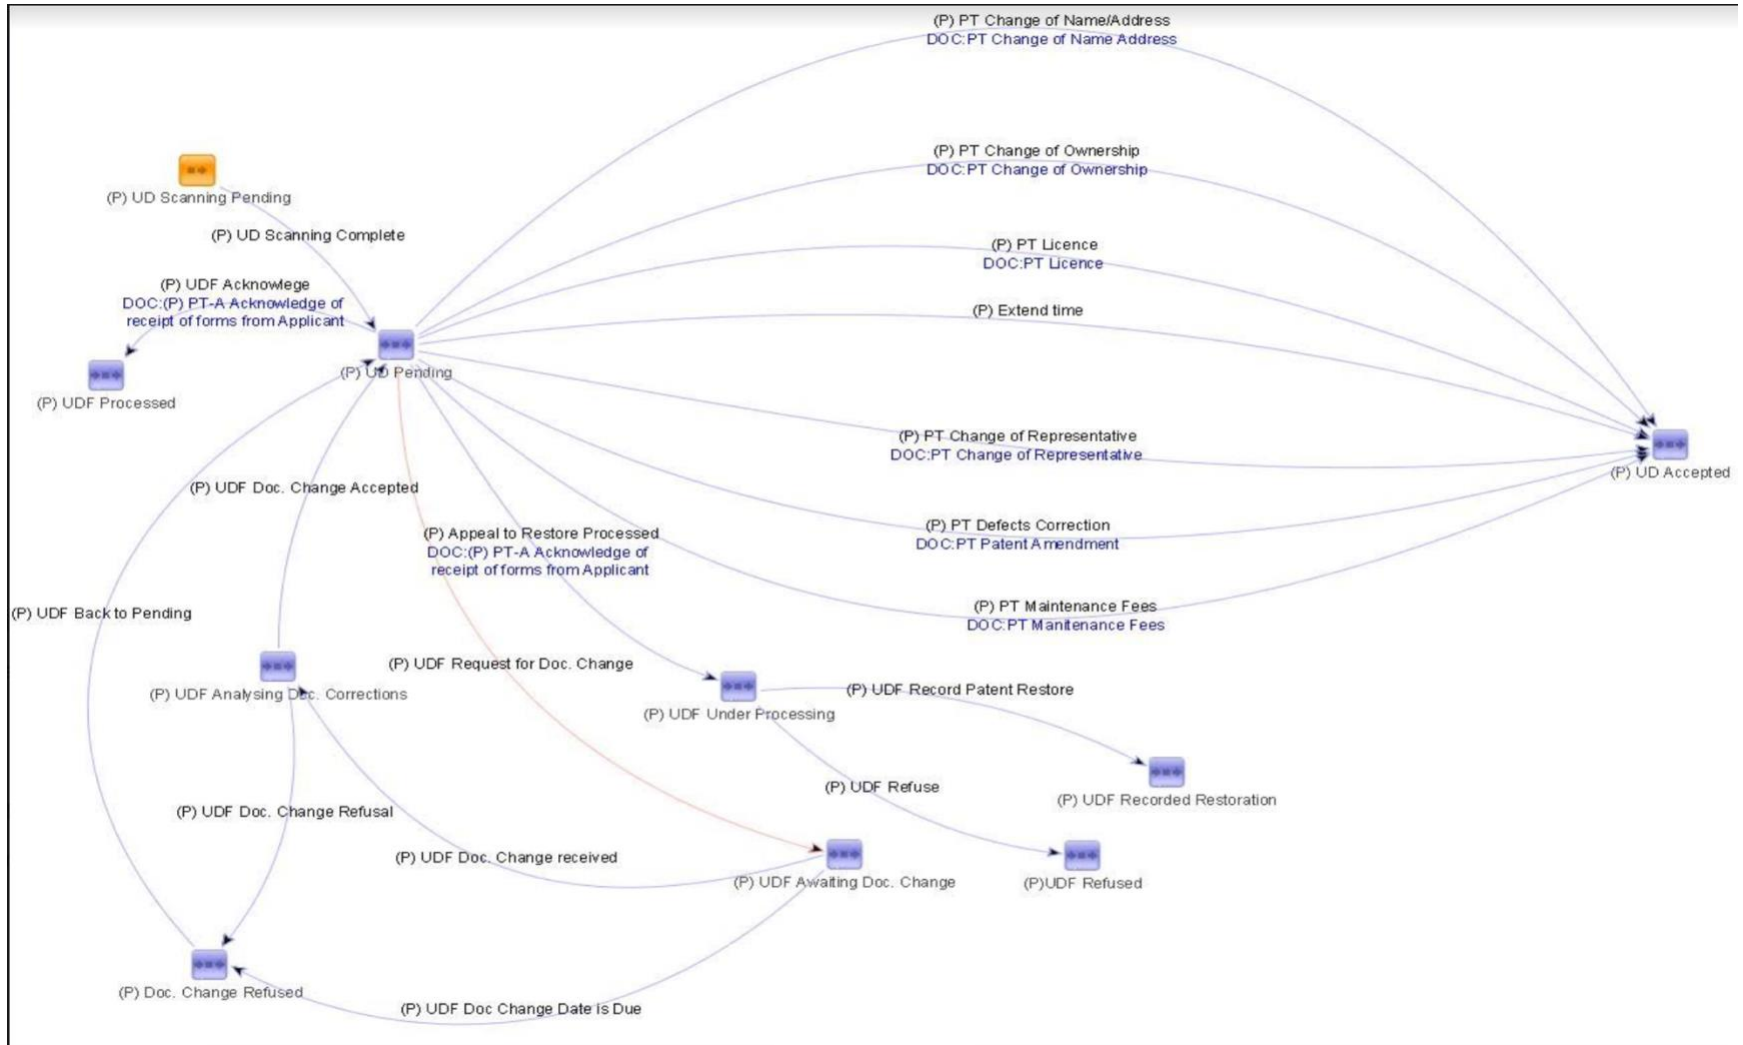 (P) PT Change of Name/Address
DOC:PT Change of Name Address
(P) PT Change of Ownership
DOC:PT Change of Ownership
(P) UD Scanning Pending
(P) UD Scanning Complete
(P) PT Licence
DOC:PT Licence
(P) UDF Acknowlege
DOC:(P) PT-A Acknowledge of
receipt of forms from Applicant
(P) Extend time
(P) UD Pending
(P) UDF Processed
(P) PT Change of Representative
DOC:PT Change of Representative
(P) UD Accepted
(P) UDF Doc. Change Accepted
(P) Appeal to Restore Processed
DOC:(P) PT-A Acknowledge of
receipt of forms from Applicant
(P) PT Defects Correction
DOC:PT Patent Amendment
(P) UDF Back to Pending
(P) PT Maintenance Fees
DOC:PT Manitenance Fees
(P) UDF Request for Doc. Change
(P) UDF Analysing Doc. Corrections
(P) UDF Under Processing
(P) UDF Record Patent Restore
(P) UDF Refuse
(P) UDF Recorded Restoration
(P) UDF Doc. Change Refusal
(P) UDF Doc. Change received
(P) UDF Awaiting Doc. Change
(P)UDF Refused
(P) Doc. Change Refused
(P) UDF Doc Change Date is Due